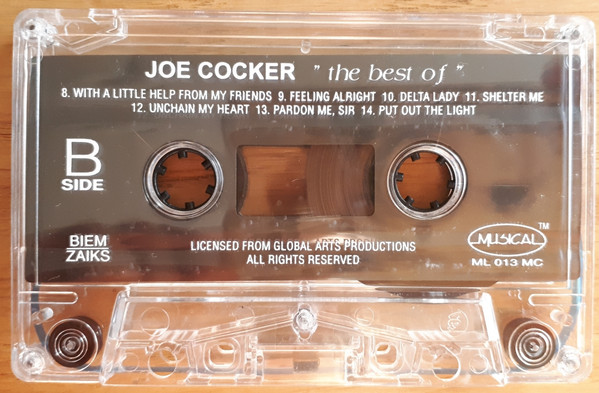 JOE COCKER " the best of "
8. WITH A LITTLE HELP FROM MY FRIENDS 9. FEELING ALRIGHT 10. DELTA LADY 11. SHELTER ME
12. UNCHAIN MY HEART 13. PARDON ME, SIR 14. PUT OUT THE LIGHT
B
SIDE
BIEM
ZAIKS
LICENSED FROM GLOBAL ARTS PRODUCTIONS
ALL RIGHTS RESERVED
MUSICAL TM
ML 013 MC